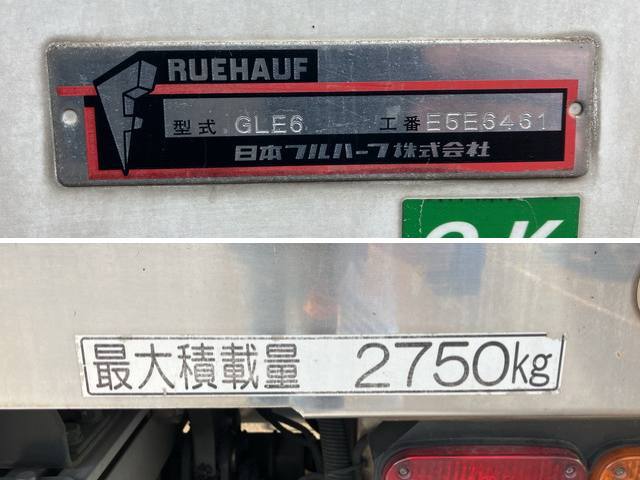 RUEHAUF
型式 GLE6 工番 E5E6461
日本フルハーフ株式会社
最大積載量 2750kg